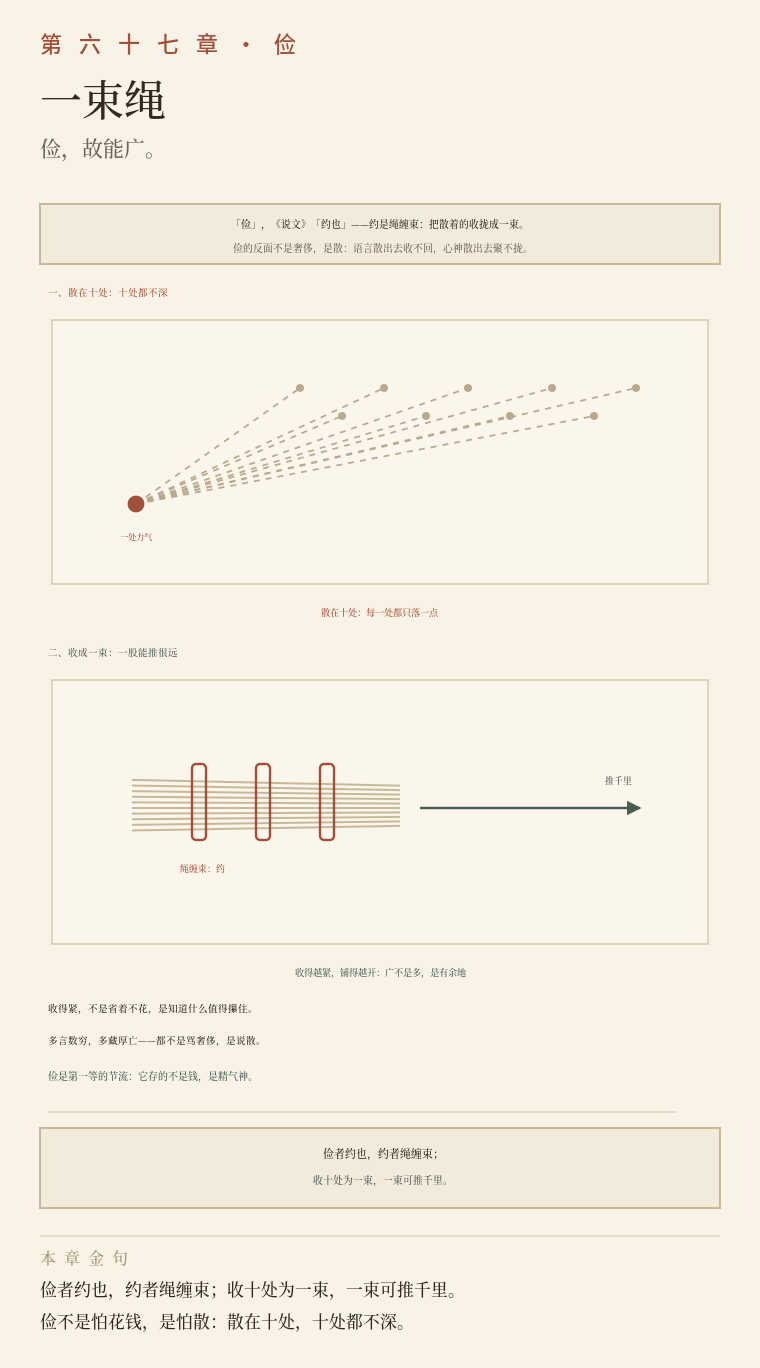 第六十七章·俭
一束绳
俭，故能广。
「俭」，《说文》「约也」——约是绳缠束：把散着的收拢成一束。
俭的反面不是奢侈，是散：语言散出去收不回，心神散出去聚不拢。
一、散在十处：十处都不深
一处力气
散在十处：每一处都只落一点
二、收成一束：一股能推很远
推千里
绳缠束：约
收得越紧，铺得越开：广不是多，是有余地
收得紧，不是省着不花，是知道什么值得攥住。
多言数穷，多藏厚亡——都不是骂奢侈，是说散。
俭是第一等的节流：它存的不是钱，是精气神。
俭者约也，约者绳缠束；
收十处为一束，一束可推千里。
本章金句
俭者约也，约者绳缠束；收十处为一束，一束可推千里。
俭不是怕花钱，是怕散：散在十处，十处都不深。